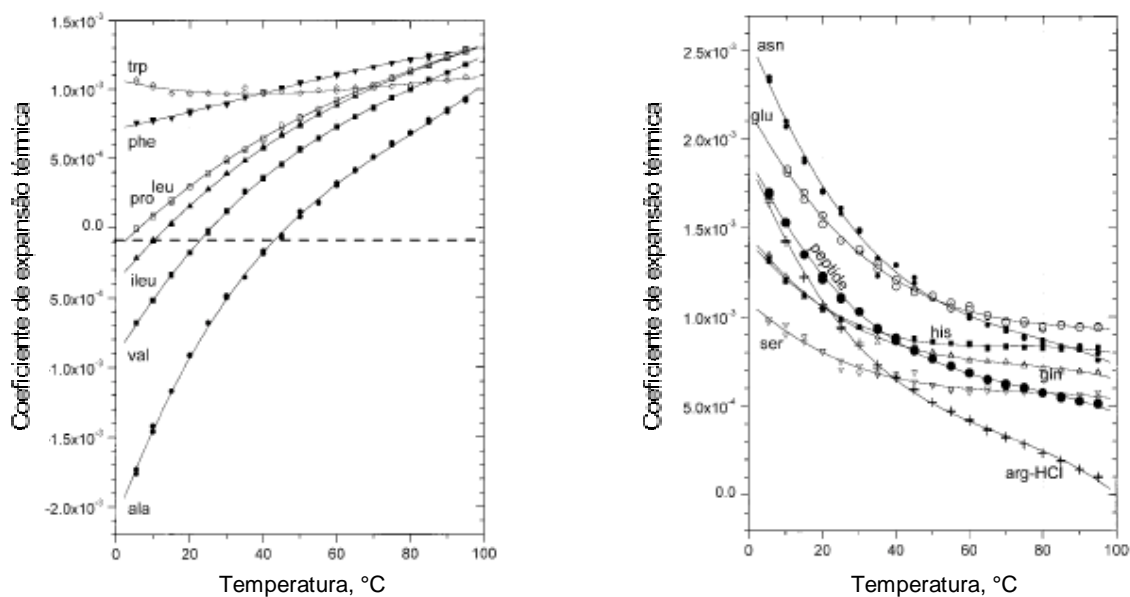 Coeficiente de expansão térmica
1.5x10⁻³
1.0x10⁻³
5.0x10⁻⁴
0.0
-5.0x10⁻⁴
-1.0x10⁻³
-1.5x10⁻³
-2.0x10⁻³
trp
phe
leu
pro
ileu
val
ala
0 20 40 60 80 100
Temperatura, °C
Coeficiente de expansão térmica
2.5x10⁻³
2.0x10⁻³
1.5x10⁻³
1.0x10⁻³
5.0x10⁻⁴
0.0
asn
glu
peptide
ser
his
gln
arg-HCl
0 20 40 60 80 100
Temperatura, °C